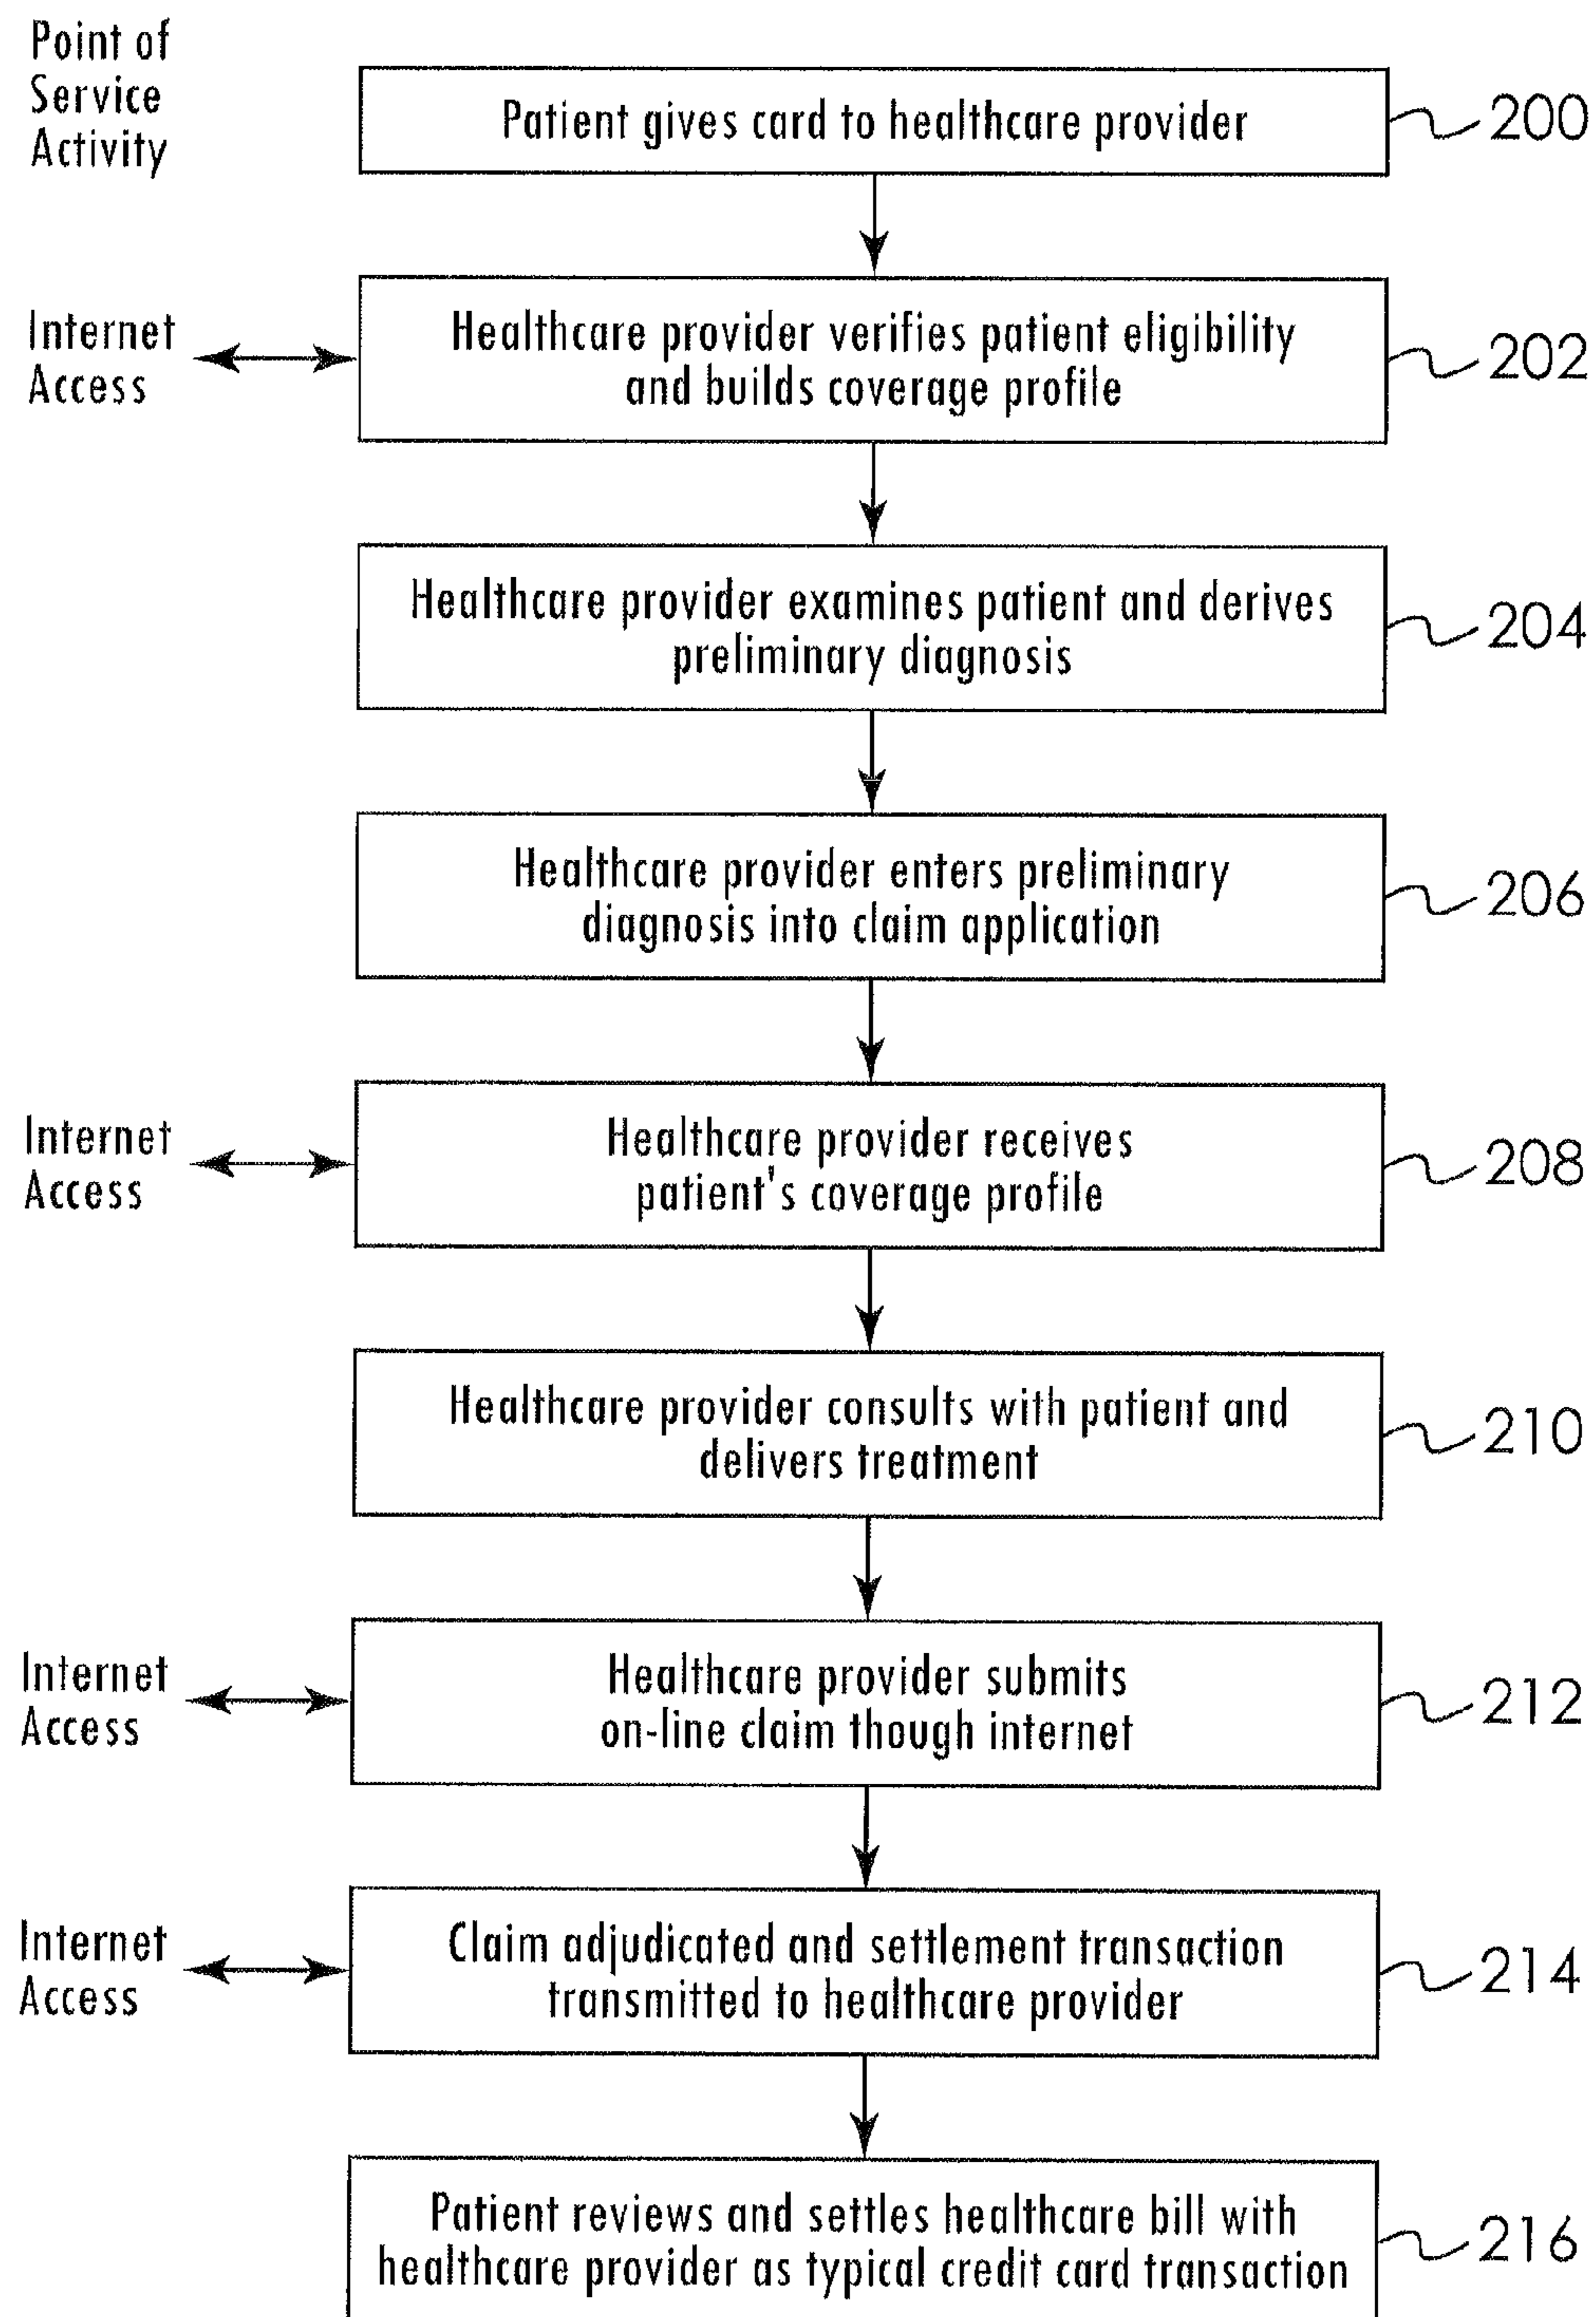 Point of
Service
Activity
Patient gives card to healthcare provider
200
Internet
Access
Healthcare provider verifies patient eligibility
and builds coverage profile
202
Healthcare provider examines patient and derives
preliminary diagnosis
204
Healthcare provider enters preliminary
diagnosis into claim application
206
Internet
Access
Healthcare provider receives
patient's coverage profile
208
Healthcare provider consults with patient and
delivers treatment
210
Internet
Access
Healthcare provider submits
on-line claim though internet
212
Internet
Access
Claim adjudicated and settlement transaction
transmitted to healthcare provider
214
Patient reviews and settles healthcare bill with
healthcare provider as typical credit card transaction
216